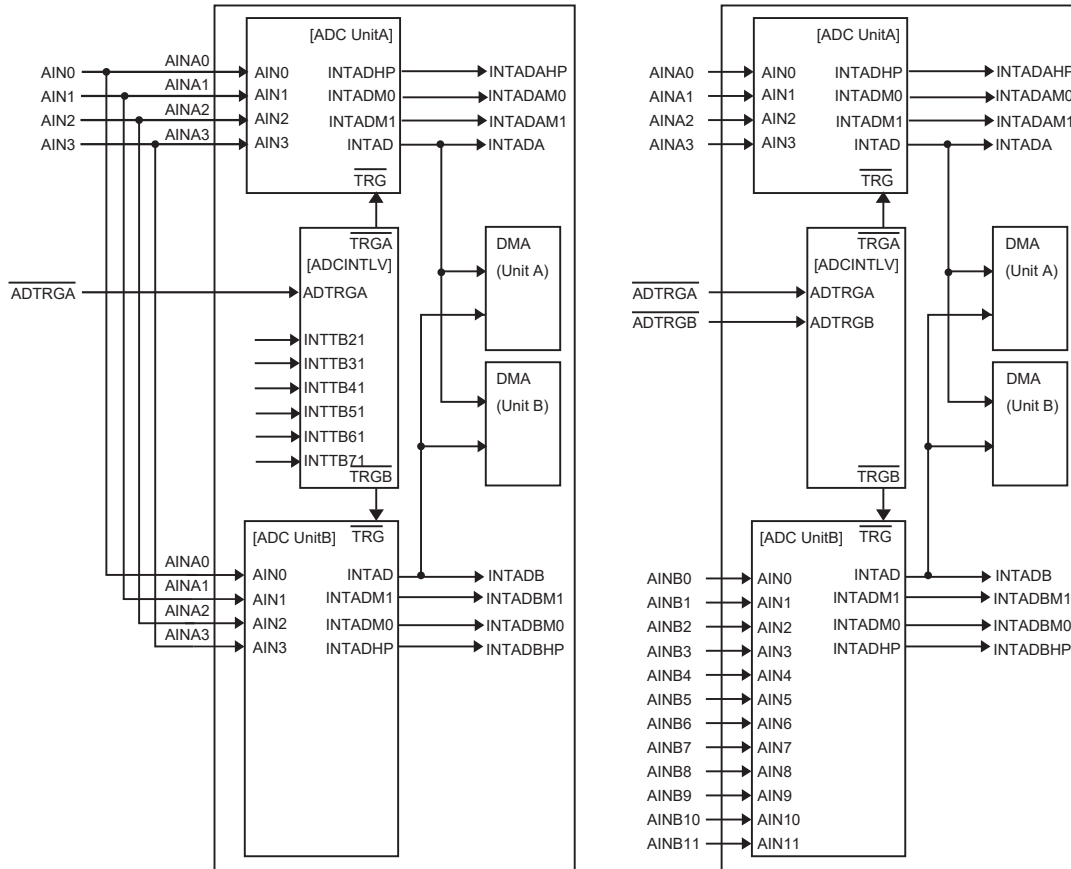 [ADC UnitA]
AIN0
AINA0
AIN0
INTADHP
INTADAHP
AIN1
AINA1
AIN1
INTADM0
INTADAM0
AIN2
AINA2
AIN2
INTADM1
INTADAM1
AIN3
AINA3
AIN3
INTAD
INTADA
TRG
TRGA
[ADCINTLV]
DMA
(Unit A)
ADTRGA
ADTRGA
INTTB21
INTTB31
INTTB41
INTTB51
INTTB61
INTTB71
DMA
(Unit B)
TRGB
[ADC UnitB]
TRG
AINA0
AIN0
INTAD
INTADB
AINA1
AIN1
INTADM1
INTADBM1
AINA2
AIN2
INTADM0
INTADBM0
AINA3
AIN3
INTADHP
INTADBHP
[ADC UnitA]
AINA0
AIN0
INTADHP
INTADAHP
AINA1
AIN1
INTADM0
INTADAM0
AINA2
AIN2
INTADM1
INTADAM1
AINA3
AIN3
INTAD
INTADA
TRG
TRGA
[ADCINTLV]
DMA
(Unit A)
ADTRGA
ADTRGA
ADTRGB
ADTRGB
DMA
(Unit B)
TRGB
[ADC UnitB]
TRG
AINB0
AIN0
INTAD
INTADB
AINB1
AIN1
INTADM1
INTADBM1
AINB2
AIN2
INTADM0
INTADBM0
AINB3
AIN3
INTADHP
INTADBHP
AINB4
AIN4
AINB5
AIN5
AINB6
AIN6
AINB7
AIN7
AINB8
AIN8
AINB9
AIN9
AINB10
AIN10
AINB11
AIN11